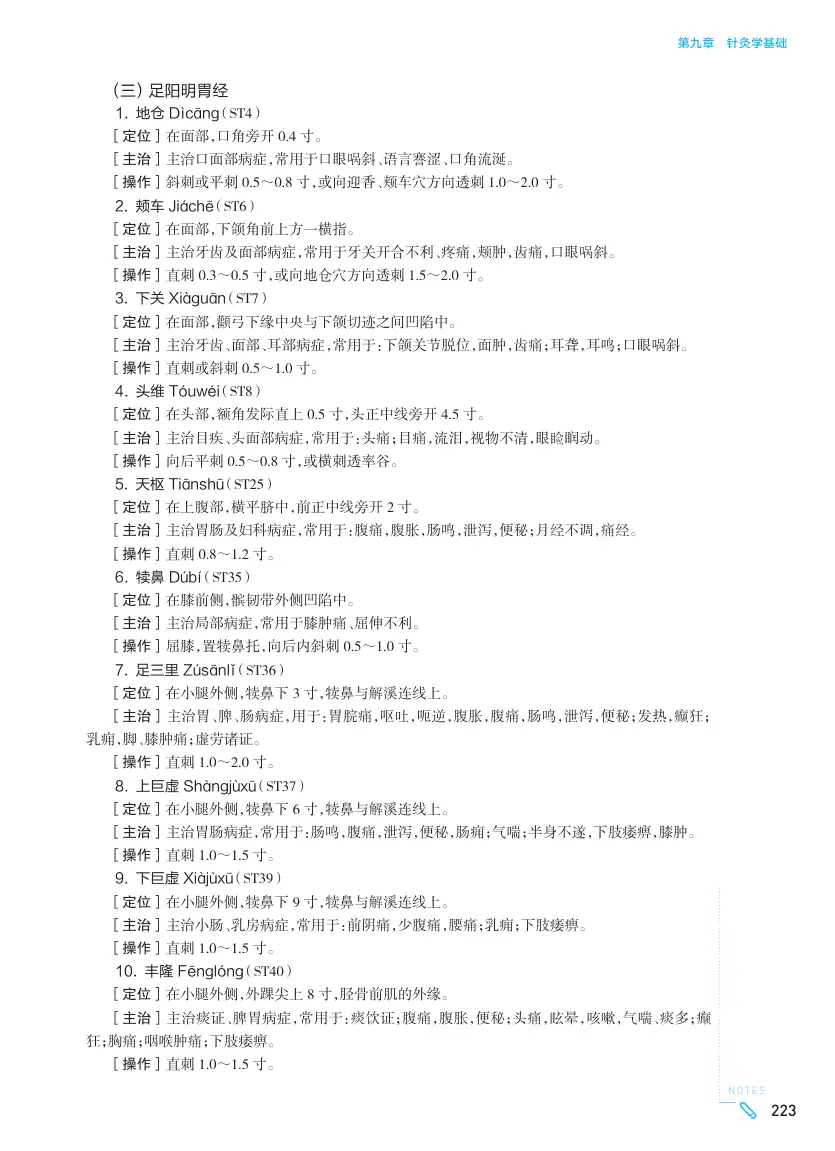 第九章　针灸学基础
（三）足阳明胃经
1. 地仓 Dìcāng（ST4）
［定位］在面部，口角旁开 0.4 寸。
［主治］主治口面部病症，常用于口眼㖞斜、语言謇涩、口角流涎。
［操作］斜刺或平刺 0.5～0.8 寸，或向迎香、颊车穴方向透刺 1.0～2.0 寸。
2. 颊车 Jiáchē（ST6）
［定位］在面部，下颌角前上方一横指。
［主治］主治牙齿及面部病症，常用于牙关开合不利、疼痛，颊肿，齿痛，口眼㖞斜。
［操作］直刺 0.3～0.5 寸，或向地仓穴方向透刺 1.5～2.0 寸。
3. 下关 Xiàguān（ST7）
［定位］在面部，颧弓下缘中央与下颌切迹之间凹陷中。
［主治］主治牙齿、面部、耳部病症，常用于：下颌关节脱位，面肿，齿痛；耳聋，耳鸣；口眼㖞斜。
［操作］直刺或斜刺 0.5～1.0 寸。
4. 头维 Tóuwéi（ST8）
［定位］在头部，额角发际直上 0.5 寸，头正中线旁开 4.5 寸。
［主治］主治目疾、头面部病症，常用于：头痛；目痛，流泪，视物不清，眼睑瞤动。
［操作］向后平刺 0.5～0.8 寸，或横刺透率谷。
5. 天枢 Tiānshū（ST25）
［定位］在上腹部，横平脐中，前正中线旁开 2 寸。
［主治］主治胃肠及妇科病症，常用于：腹痛，腹胀，肠鸣，泄泻，便秘；月经不调，痛经。
［操作］直刺 0.8～1.2 寸。
6. 犊鼻 Dúbí（ST35）
［定位］在膝前侧，髌韧带外侧凹陷中。
［主治］主治局部病症，常用于膝肿痛、屈伸不利。
［操作］屈膝，置犊鼻托，向后内斜刺 0.5～1.0 寸。
7. 足三里 Zúsānlǐ（ST36）
［定位］在小腿外侧，犊鼻下 3 寸，犊鼻与解溪连线上。
［主治］主治胃、脾、肠病症，用于：胃脘痛，呕吐，呃逆，腹胀，腹痛，肠鸣，泄泻，便秘；发热，癫狂；
乳痈，脚、膝肿痛；虚劳诸证。
［操作］直刺 1.0～2.0 寸。
8. 上巨虚 Shàngjùxū（ST37）
［定位］在小腿外侧，犊鼻下 6 寸，犊鼻与解溪连线上。
［主治］主治胃肠病症，常用于：肠鸣，腹痛，泄泻，便秘，肠痈；气喘；半身不遂，下肢痿痹，膝肿。
［操作］直刺 1.0～1.5 寸。
9. 下巨虚 Xiàjùxū（ST39）
［定位］在小腿外侧，犊鼻下 9 寸，犊鼻与解溪连线上。
［主治］主治小肠、乳房病症，常用于：前阴痛，少腹痛，腰痛；乳痈；下肢痿痹。
［操作］直刺 1.0～1.5 寸。
10. 丰隆 Fēnglóng（ST40）
［定位］在小腿外侧，外踝尖上 8 寸，胫骨前肌的外缘。
［主治］主治痰证、脾胃病症，常用于：痰饮证；腹痛，腹胀，便秘；头痛，眩晕，咳嗽，气喘、痰多；癫
狂；胸痛；咽喉肿痛；下肢痿痹。
［操作］直刺 1.0～1.5 寸。
NOTES
223